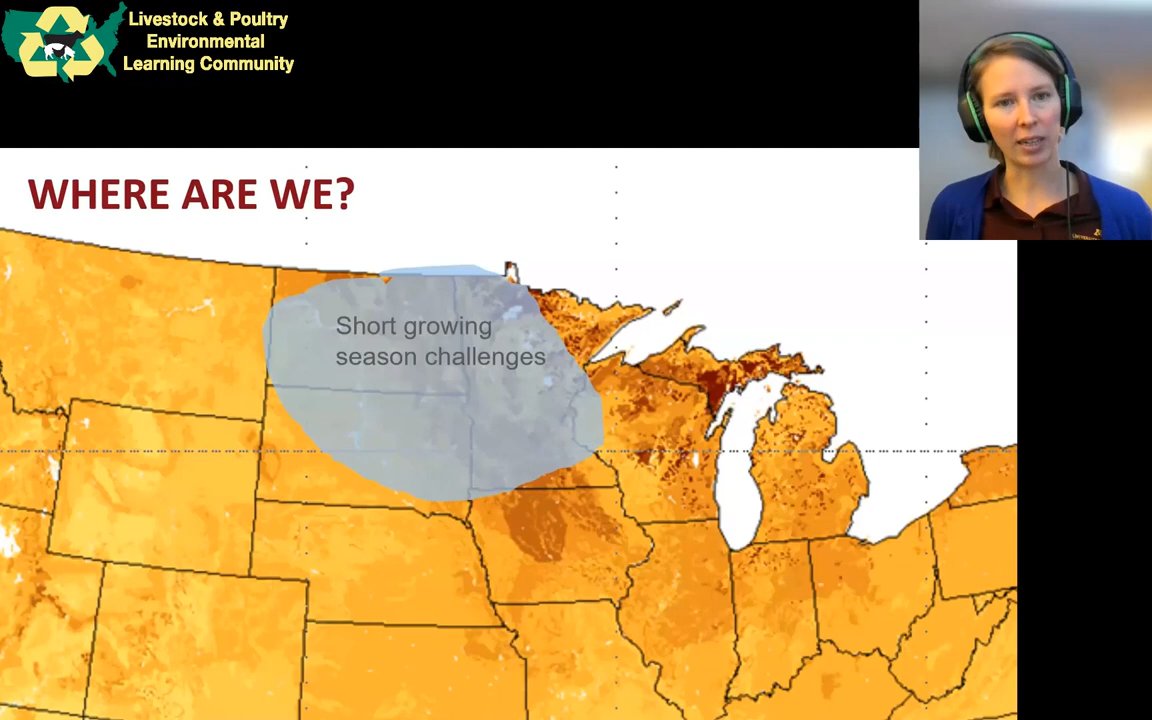 Livestock & Poultry
Environmental
Learning Community
WHERE ARE WE?
Short growing
season challenges